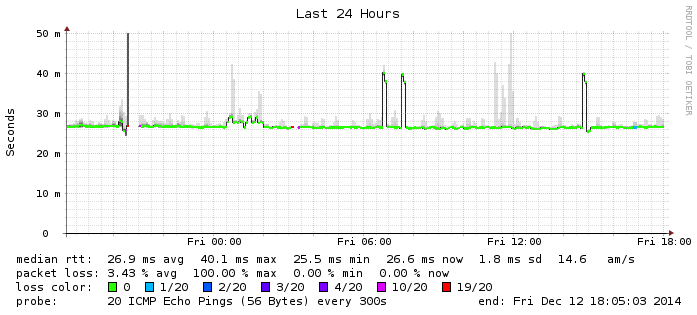 Last 24 Hours
RRDTOOL / TOBI OETIKER
Seconds
50 m
40 m
30 m
20 m
10 m
0
Fri 00:00 Fri 06:00 Fri 12:00 Fri 18:00
median rtt: 26.9 ms avg 40.1 ms max 25.5 ms min 26.6 ms now 1.8 ms sd 14.6 am/s
packet loss: 3.43 % avg 100.00 % max 0.00 % min 0.00 % now
loss color: 0 1/20 2/20 3/20 4/20 10/20 19/20
probe: 20 ICMP Echo Pings (56 Bytes) every 300s end: Fri Dec 12 18:05:03 2014